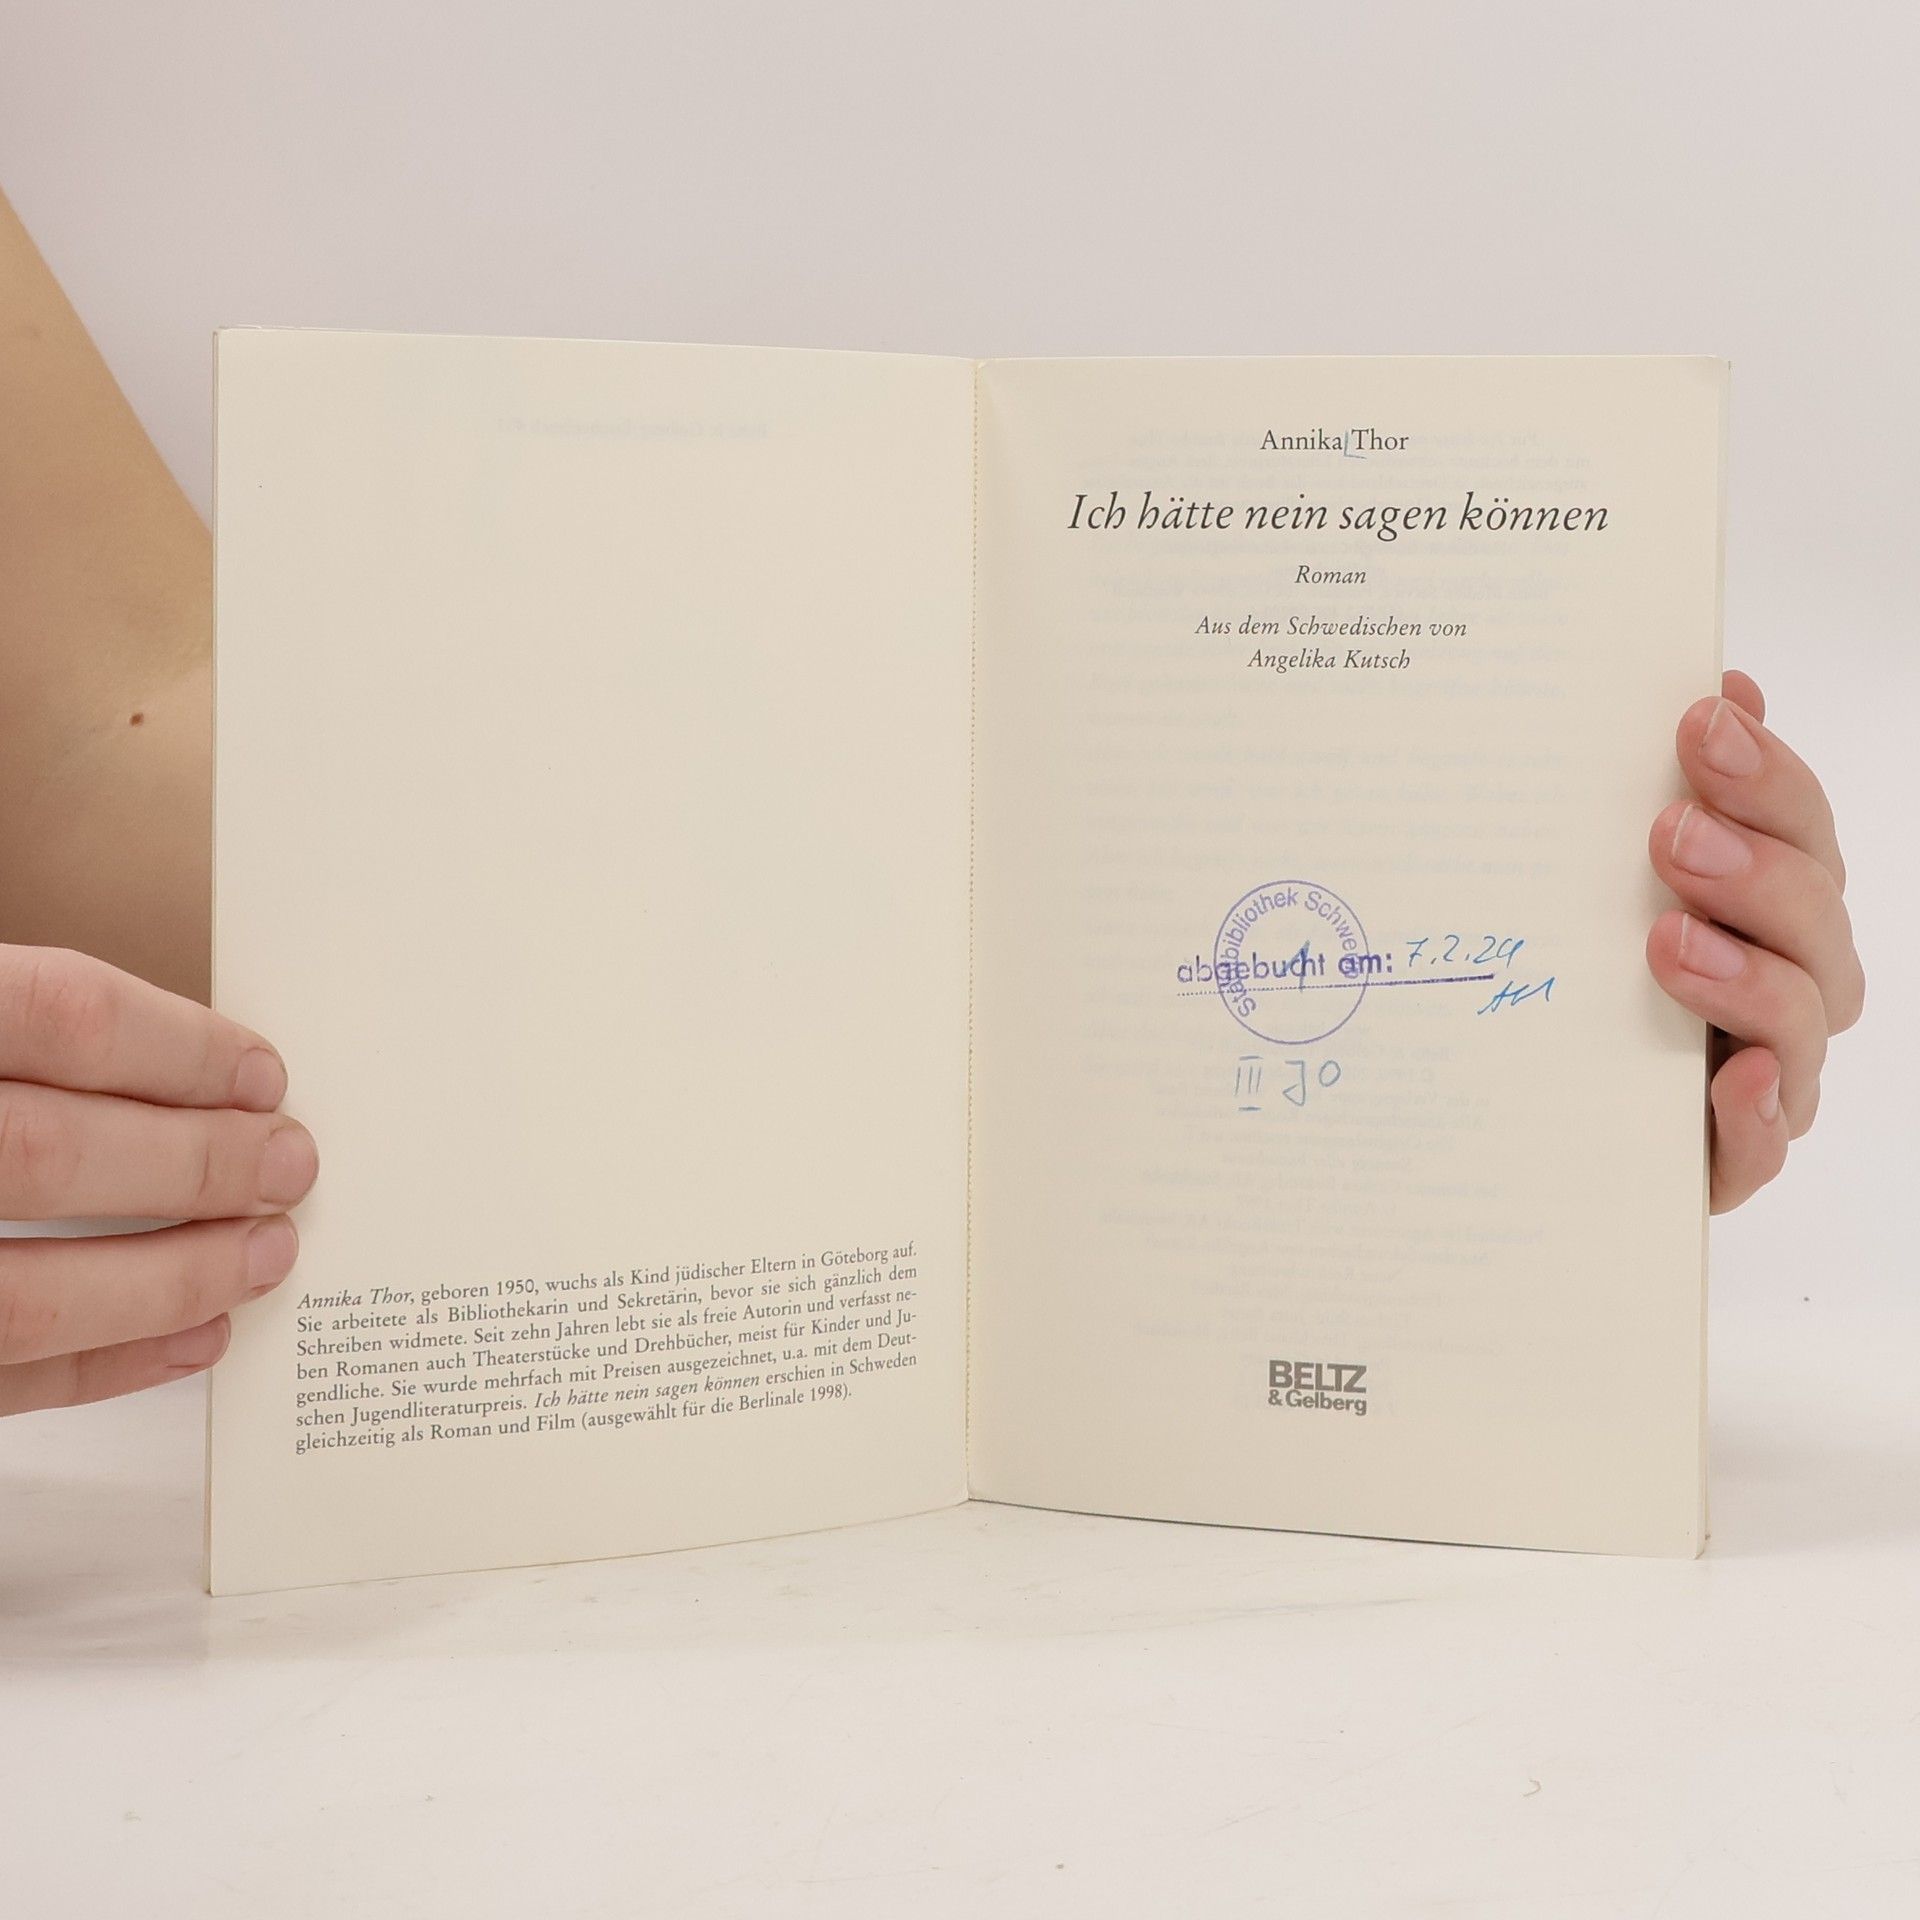 Annika Thor, geboren 1950, wuchs als Kind jüdischer Eltern in Göteborg auf.
Sie arbeitete als Bibliothekarin und Sekretärin, bevor sie sich gänzlich dem
Schreiben widmete. Seit zehn Jahren lebt sie als freie Autorin und verfasst ne-
ben Romanen auch Theaterstücke und Drehbücher, meist für Kinder und Ju-
gendliche. Sie wurde mehrfach mit Preisen ausgezeichnet, u.a. mit dem Deut-
schen Jugendliteraturpreis. Ich hätte nein sagen können erschien in Schweden
gleichzeitig als Roman und Film (ausgewählt für die Berlinale 1998).
Annika Thor
Ich hätte nein sagen können
Roman
Aus dem Schwedischen von
Angelika Kutsch
abgebucht am: 7.2.24
III JO
BELTZ
& Gelberg